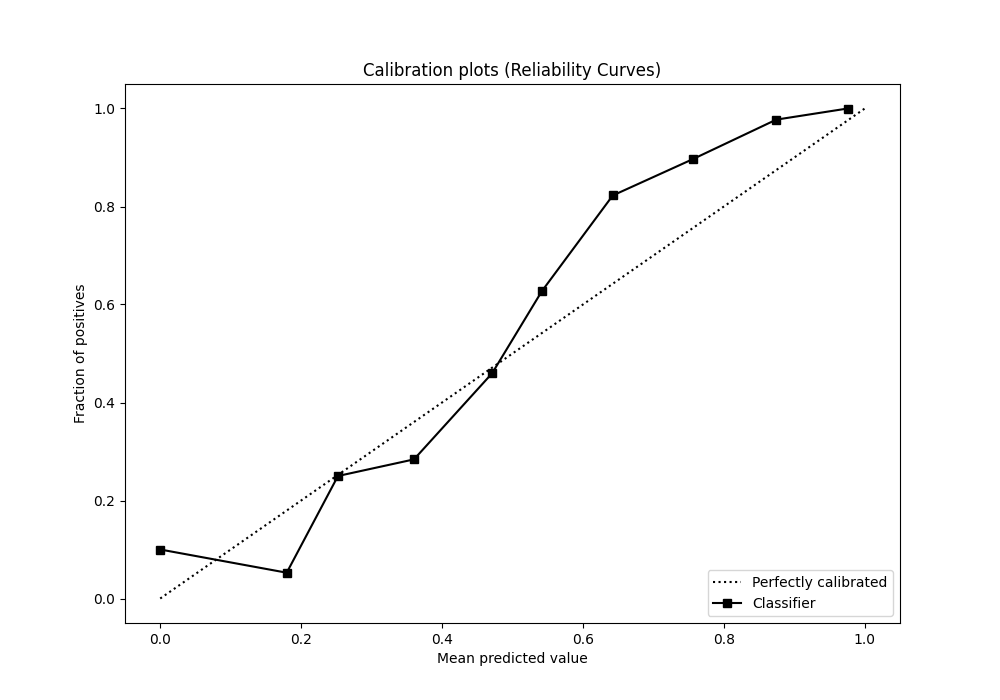 Calibration plots (Reliability Curves)
1.0
0.8
0.6
0.4
0.2
0.0
Fraction of positives
0.0 0.2 0.4 0.6 0.8 1.0
Mean predicted value
Perfectly calibrated
Classifier